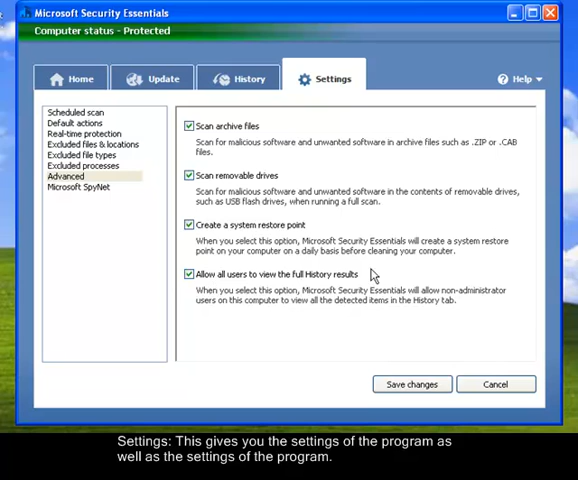 Microsoft Security Essentials
Computer status - Protected
Home
Update
History
Settings
Help
Scheduled scan
Default actions
Real-time protection
Excluded files & locations
Excluded file types
Excluded processes
Advanced
Microsoft SpyNet
Scan archive files
Scan for malicious software and unwanted software in archive files such as .ZIP or .CAB
files.
Scan removable drives
Scan for malicious software and unwanted software in the contents of removable drives,
such as USB flash drives, when running a full scan.
Create a system restore point
When you select this option, Microsoft Security Essentials will create a system restore
point on your computer on a daily basis before cleaning your computer.
Allow all users to view the full History results
When you select this option, Microsoft Security Essentials will allow non-administrator
users on this computer to view all the detected items in the History tab.
Save changes
Cancel
Settings: This gives you the settings of the program as
well as the settings of the program.